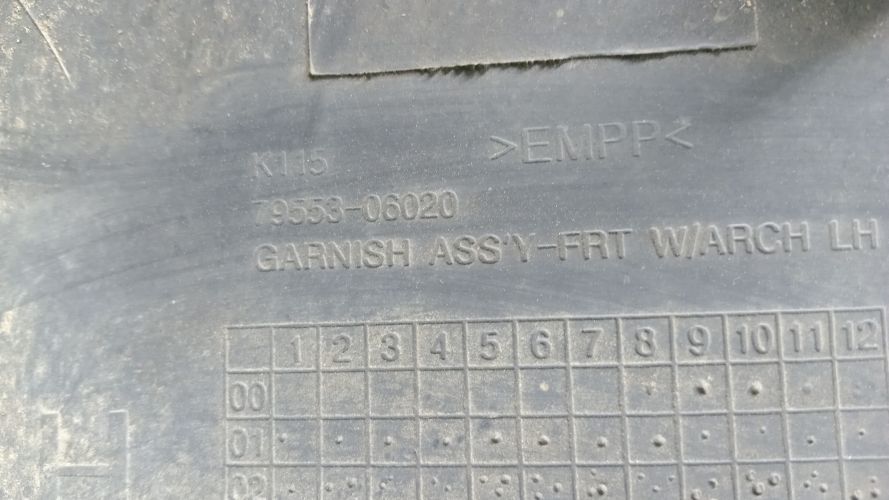 >EMPP<
K115
79553-06020
GARNISH ASS'Y-FRT W/ARCH LH
1 2 3 4 5 6 7 8 9 10 11 12
00
01
02